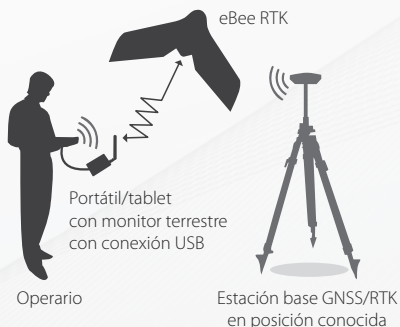 eBee RTK
Portátil/tablet
con monitor terrestre
con conexión USB
Operario
Estación base GNSS/RTK
en posición conocida